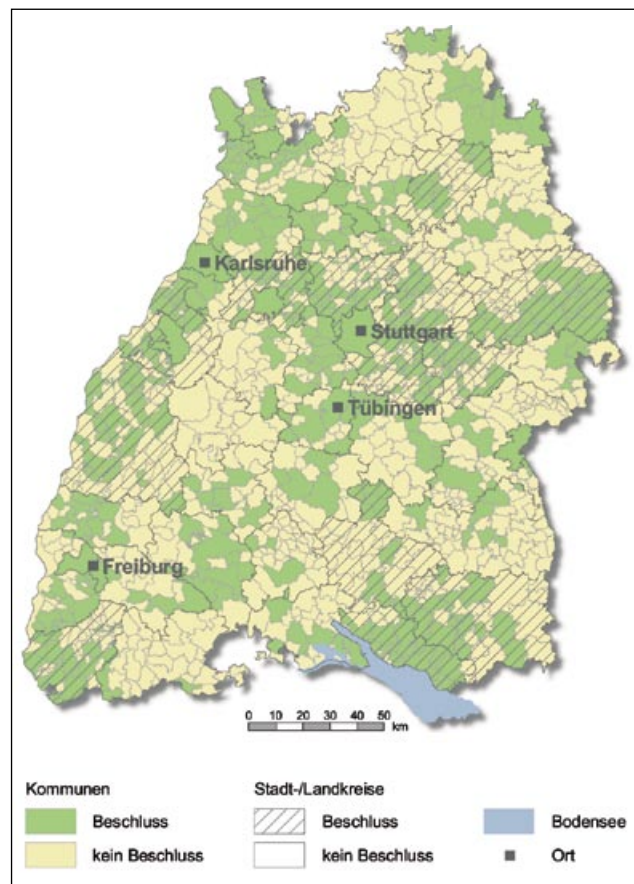 Karlsruhe
Stuttgart
Tübingen
Freiburg
0 10 20 30 40 50
km
Kommunen Stadt-/Landkreise
Beschluss Beschluss Bodensee
kein Beschluss kein Beschluss Ort